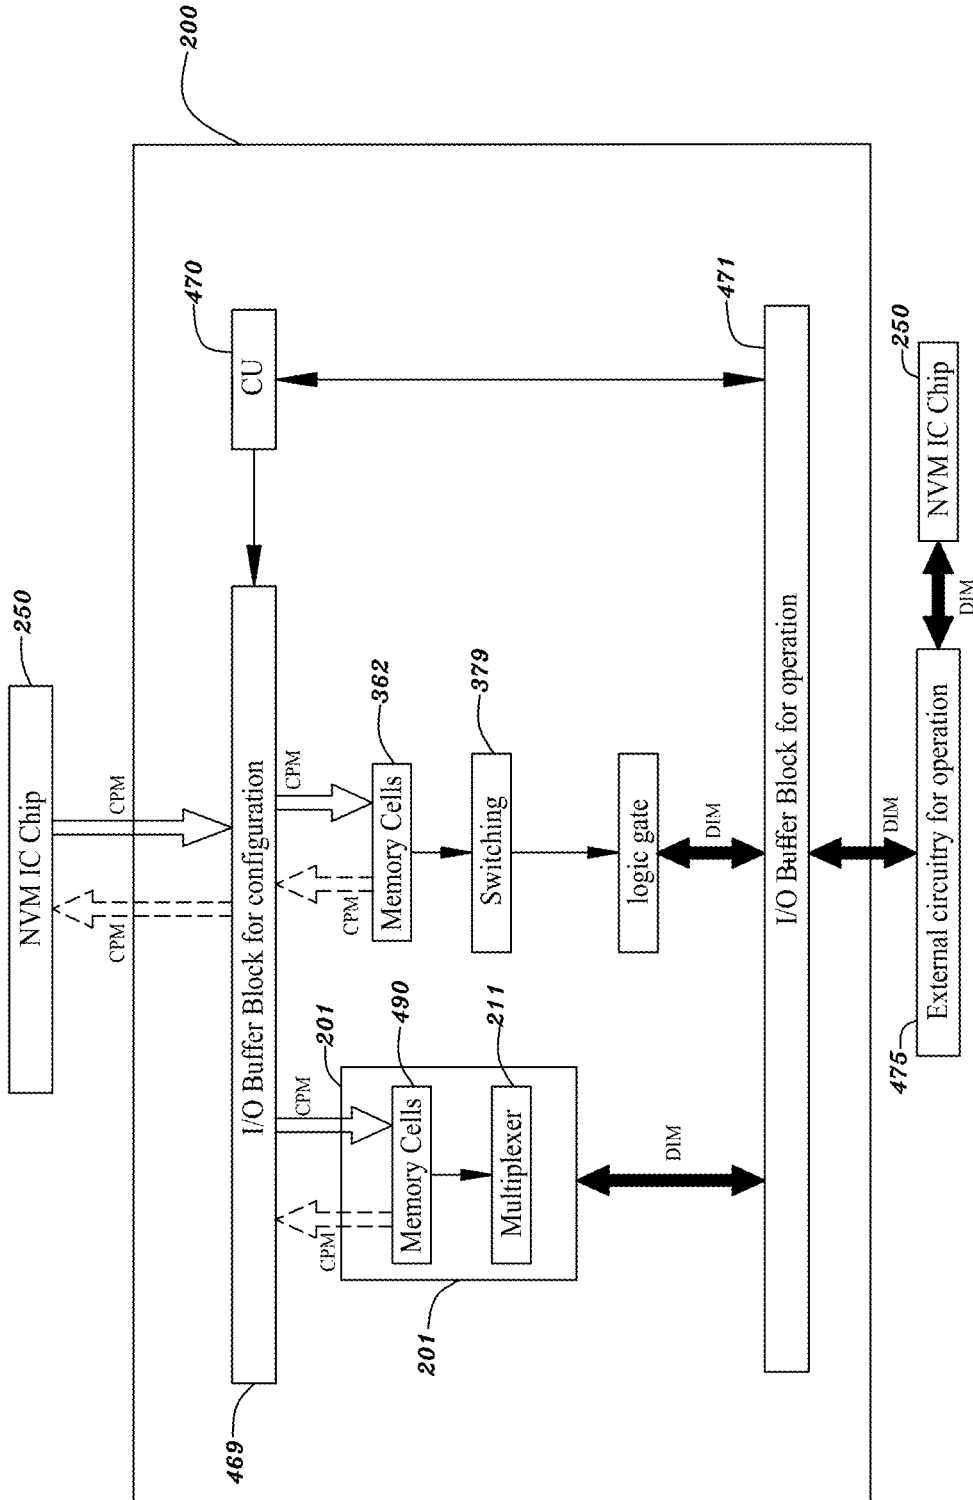 200
470
CU
471
250
NVM IC Chip
DIM
250
NVM IC Chip
CPM
CPM
I/O Buffer Block for configuration
469
CPM
CPM
362
Memory Cells
379
Switching
logic gate
DIM
I/O Buffer Block for operation
DIM
External circuitry for operation
475
201
CPM
CPM
490
Memory Cells
211
Multiplexer
201
DIM